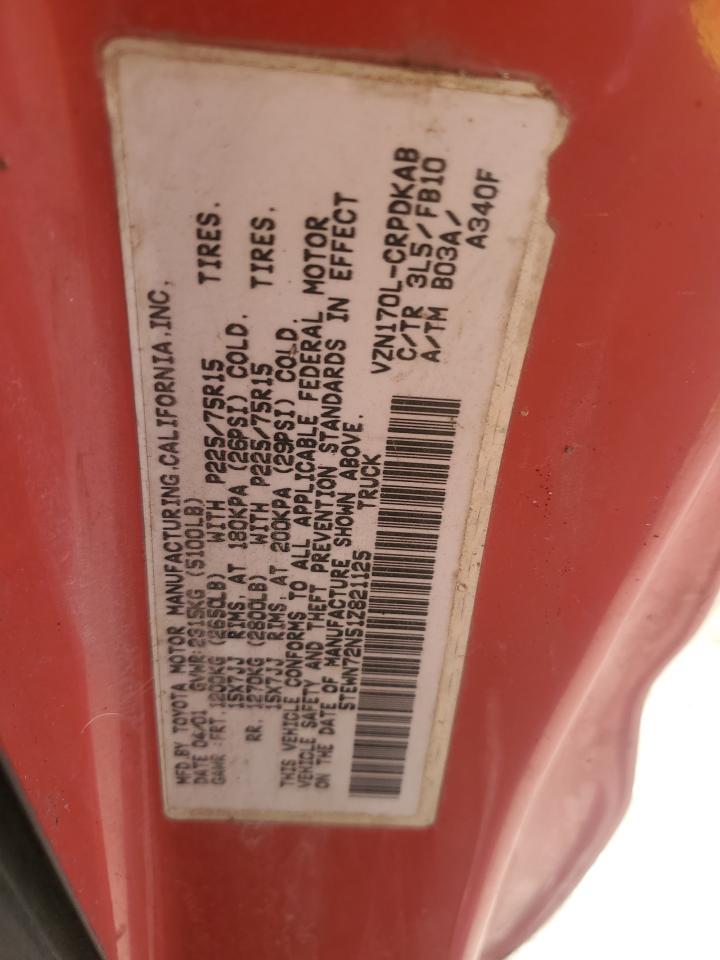 MFD BY TOYOTA MOTOR MANUFACTURING.CALIFORNIA,INC.
DATE 04/01 GVWR:2315KG (5100LB)
GAWR:FRT.1200KG (2650LB) WITH P225/75R15 TIRES.
15X7JJ RIMS, AT 180KPA (26PSI) COLD.
RR. 1270KG (2800LB) WITH P225/75R15 TIRES.
15X7JJ RIMS, AT 200KPA (29PSI) COLD.
THIS VEHICLE CONFORMS TO ALL APPLICABLE FEDERAL MOTOR
VEHICLE SAFETY AND THEFT PREVENTION STANDARDS IN EFFECT
ON THE DATE OF MANUFACTURE SHOWN ABOVE.
5TEWN72N51Z821125 TRUCK
VZN170L-CRPDKAB
C/TR 3L5/FB10
A/TM B03A/
A340F